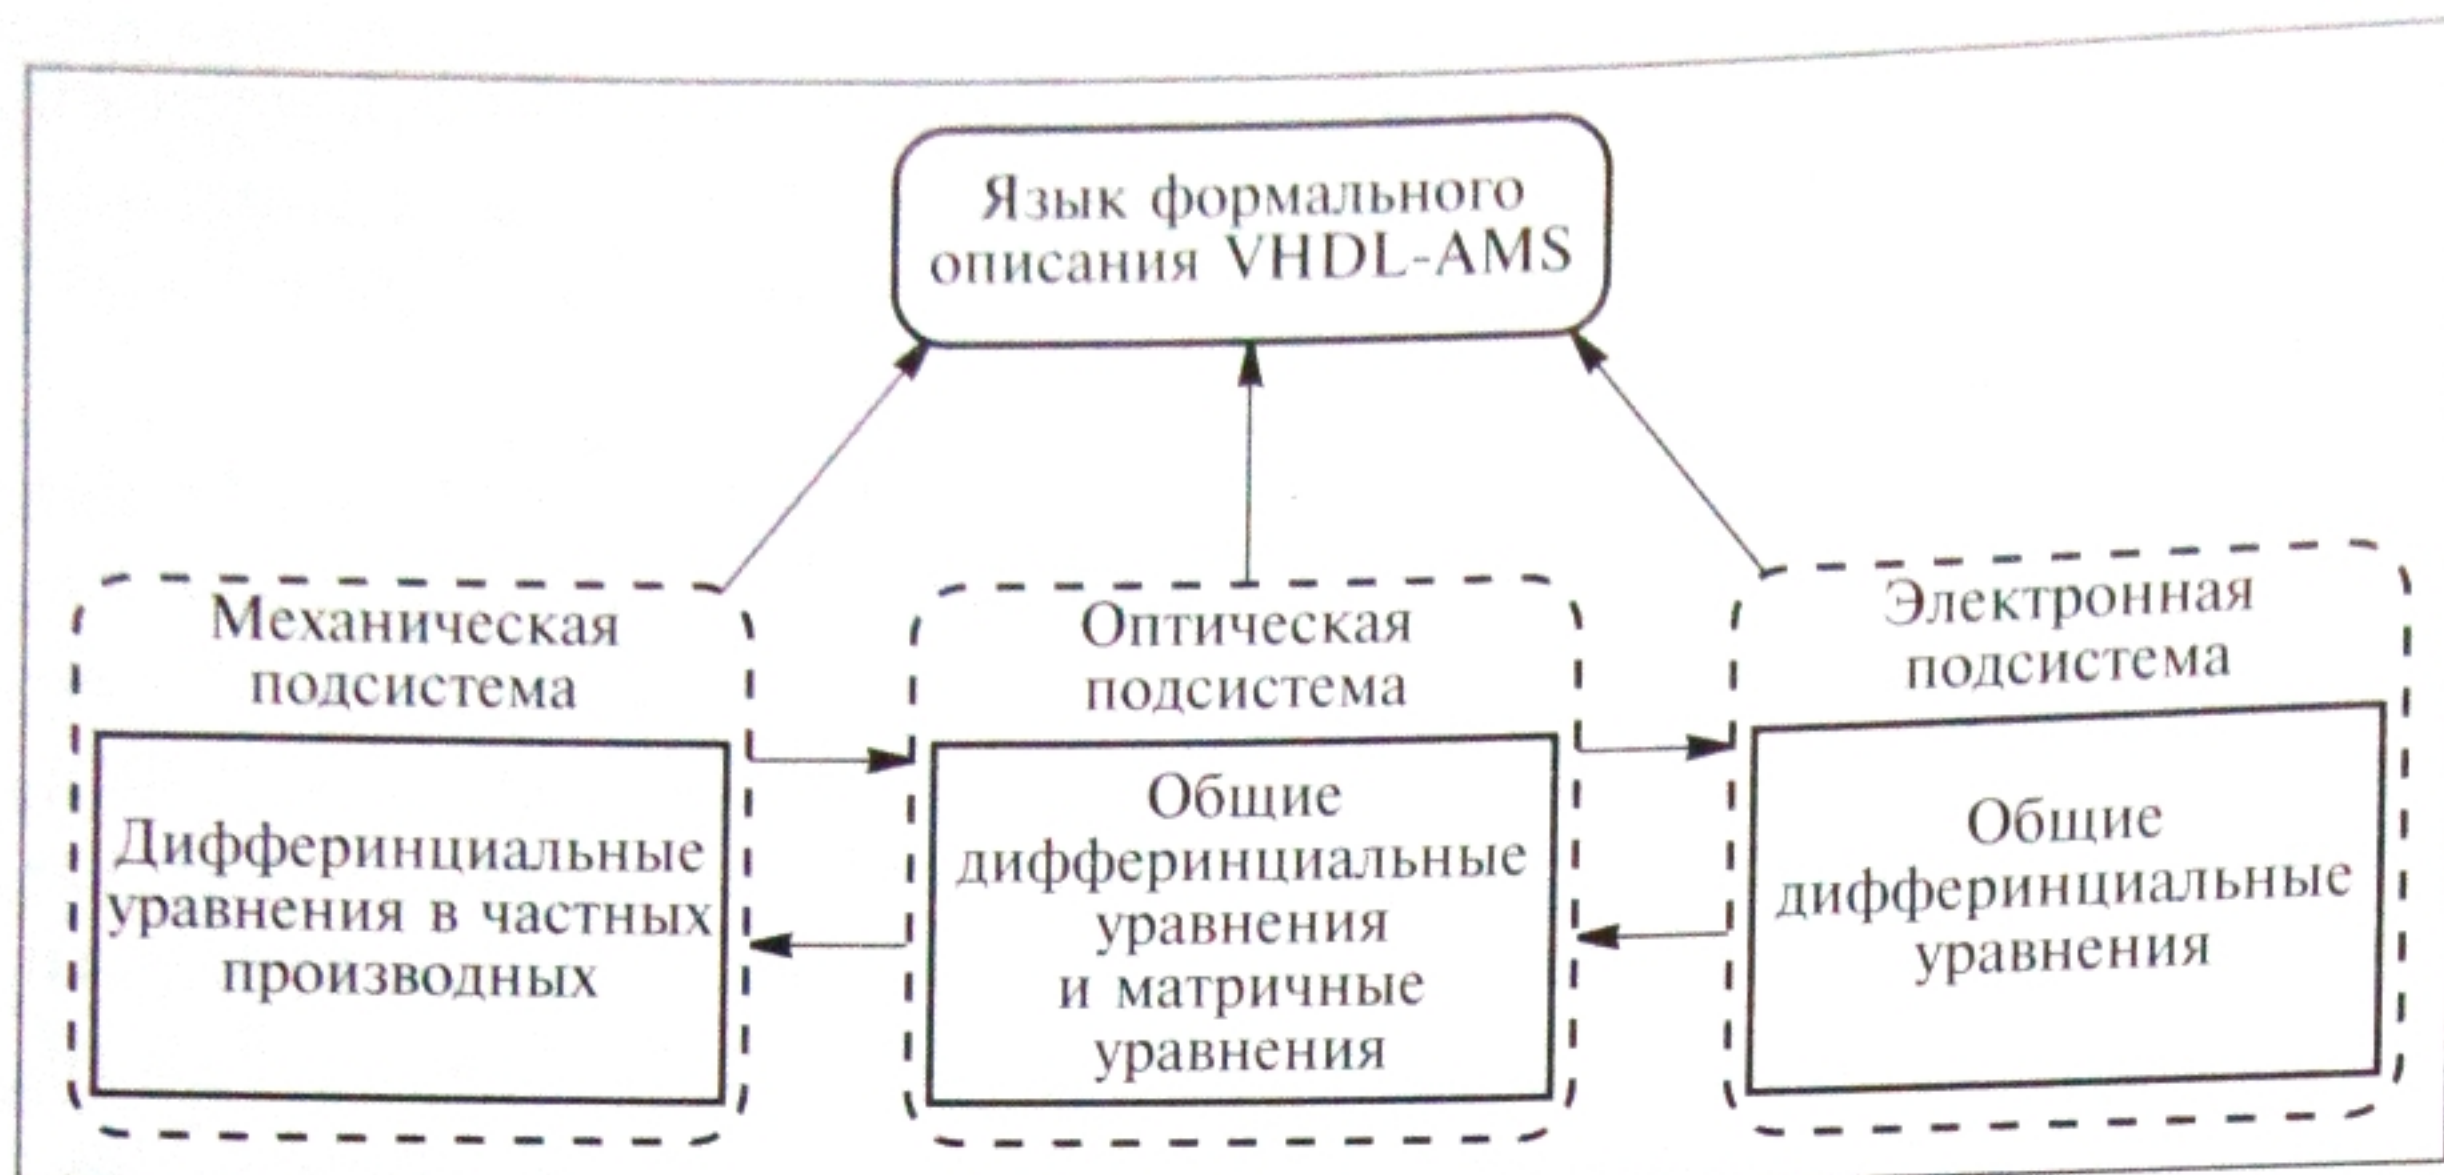 Язык формального
описания VHDL-AMS
Механическая
подсистема
Дифферинциальные
уравнения в частных
производных
Оптическая
подсистема
Общие
дифферинциальные
уравнения
и матричные
уравнения
Электронная
подсистема
Общие
дифферинциальные
уравнения